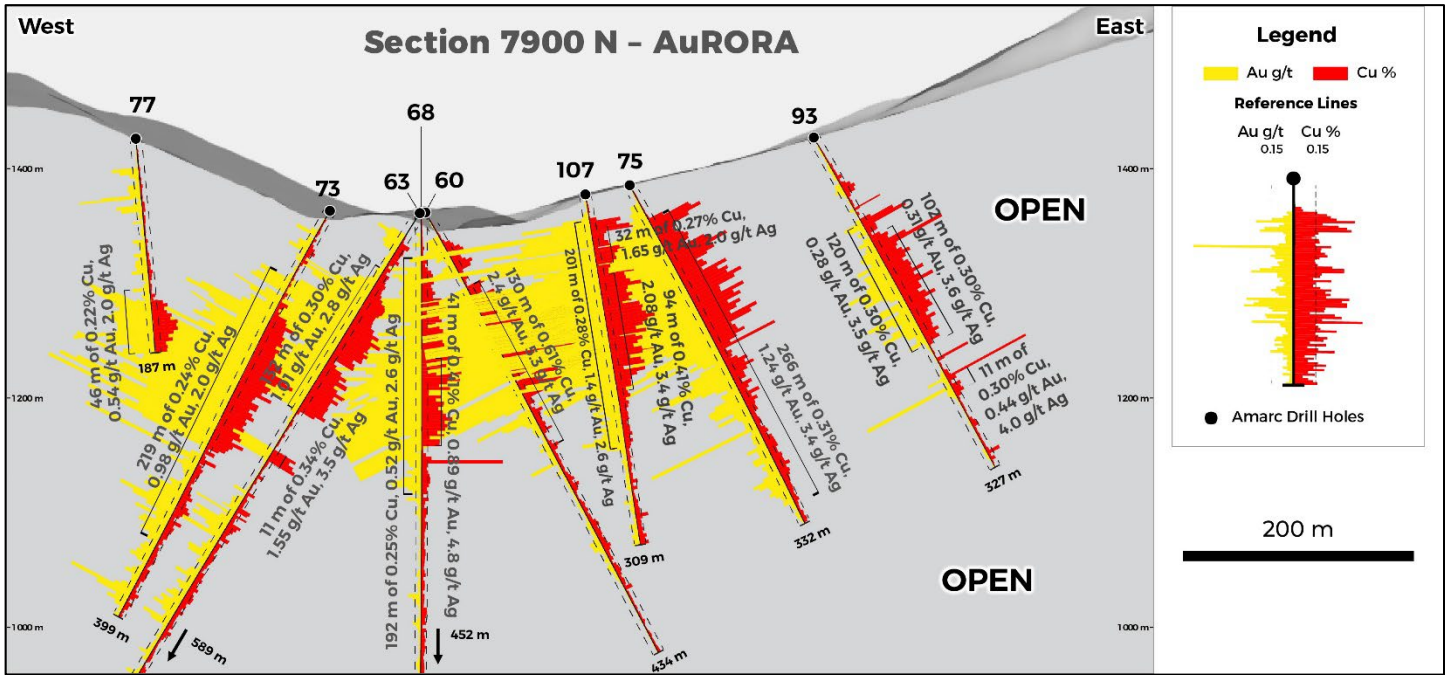 West
East
Section 7900 N – AuRORA
77
73
68
63
60
107
75
93
1400 m
1200 m
1000 m
1400 m
1200 m
1000 m
46 m of 0.22% Cu,
0.54 g/t Au, 2.0 g/t Ag
187 m
219 m of 0.24% Cu,
0.98 g/t Au, 2.0 g/t Ag
399 m
m of 0.30% Cu,
g/t Au, 2.8 g/t Ag
11 m of 0.34% Cu,
1.55 g/t Au, 3.5 g/t Ag
589 m
192 m of 0.25% Cu, 0.52 g/t Au, 2.6 g/t Ag
41 m of 0.41% Cu, 0.89 g/t Au, 4.8 g/t Ag
452 m
130 m of 0.61% Cu,
2.4 g/t Au, 5.3 g/t Ag
434 m
32 m of 0.27% Cu,
1.65 g/t Au, 2.0 g/t Ag
201 m of 0.28% Cu, 1.4 g/t Au, 2.6 g/t Ag
309 m
94 m of 0.41% Cu,
2.08 g/t Au, 3.4 g/t Ag
266 m of 0.31% Cu,
1.24 g/t Au, 3.4 g/t Ag
332 m
102 m of 0.30% Cu,
0.31 g/t Au, 3.6 g/t Ag
120 m of 0.30% Cu,
0.28 g/t Au, 3.5 g/t Ag
11 m of
0.30% Cu,
0.44 g/t Au,
4.0 g/t Ag
327 m
OPEN
OPEN
Legend
Au g/t
Cu %
Reference Lines
Au g/t Cu %
0.15 0.15
Amarc Drill Holes
200 m